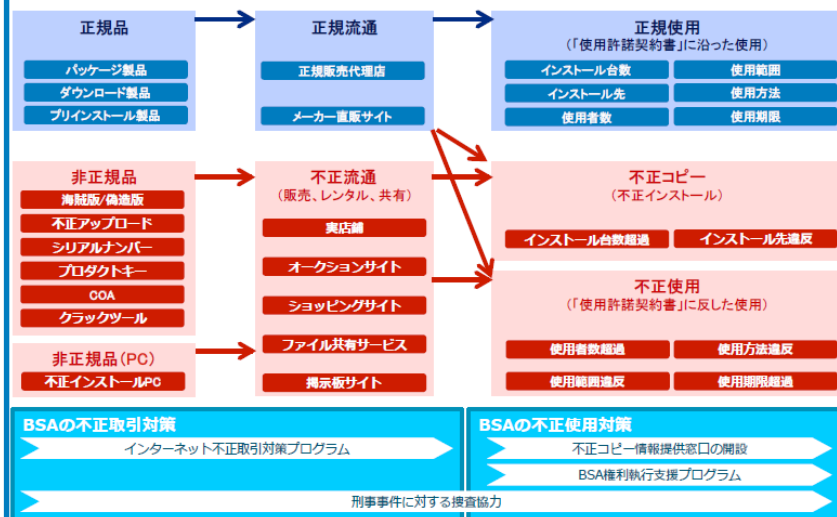 正規品
パッケージ製品
ダウンロード製品
プリインストール製品
正規流通
正規販売代理店
メーカー直販サイト
正規使用
(「使用許諾契約書」に沿った使用)
インストール台数
使用範囲
インストール先
使用方法
使用者数
使用期限
非正規品
海賊版/偽造版
不正アップロード
シリアルナンバー
プロダクトキー
COA
クラックツール
非正規品(PC)
不正インストールPC
不正流通
(販売、レンタル、共有)
実店舗
オークションサイト
ショッピングサイト
ファイル共有サービス
掲示板サイト
不正コピー
(不正インストール)
インストール台数超過
インストール先違反
不正使用
(「使用許諾契約書」に反した使用)
使用者数超過
使用方法違反
使用範囲違反
使用期限超過
BSAの不正取引対策
インターネット不正取引対策プログラム
BSAの不正使用対策
不正コピー情報提供窓口の開設
BSA権利執行支援プログラム
刑事事件に対する捜査協力